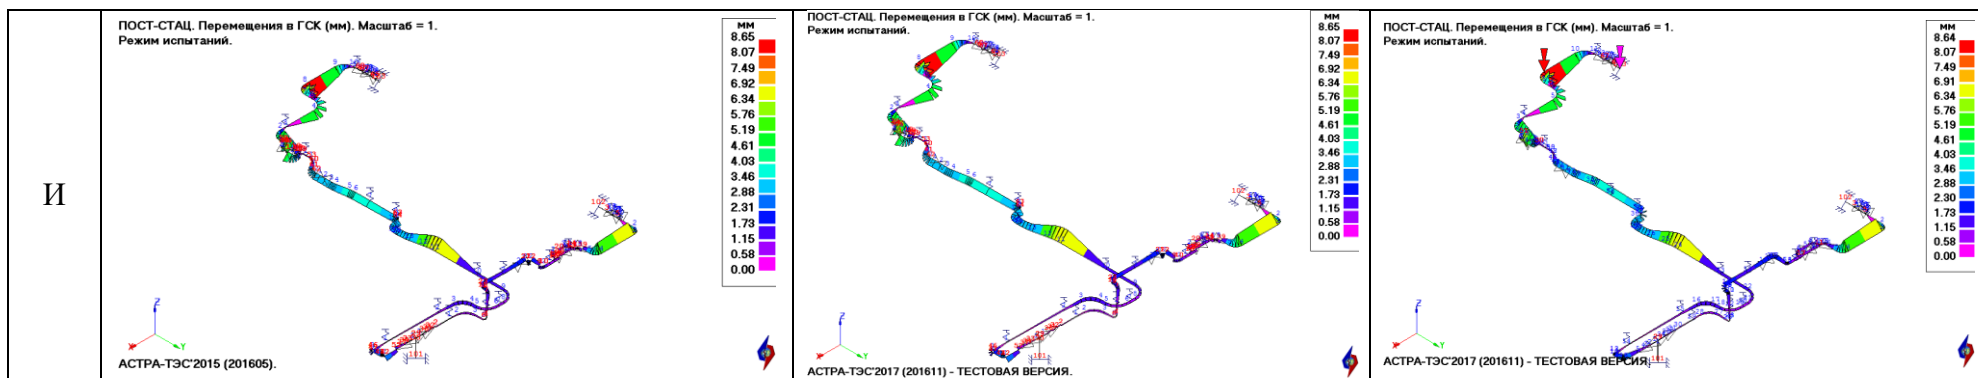 И
ПОСТ-СТАЦ. Перемещения в ГСК (мм). Масштаб = 1.
Режим испытаний.
мм
8.65
8.07
7.49
6.92
6.34
5.76
5.19
4.61
4.03
3.46
2.88
2.31
1.73
1.15
0.58
0.00
Z
X
Y
101
АСТРА-ТЭС'2015 (201605).
ПОСТ-СТАЦ. Перемещения в ГСК (мм). Масштаб = 1.
Режим испытаний.
мм
8.65
8.07
7.49
6.92
6.34
5.76
5.19
4.61
4.03
3.46
2.88
2.31
1.73
1.15
0.58
0.00
102
Z
X
Y
101
АСТРА-ТЭС'2017 (201611) - ТЕСТОВАЯ ВЕРСИЯ.
ПОСТ-СТАЦ. Перемещения в ГСК (мм). Масштаб = 1.
Режим испытаний.
мм
8.64
8.07
7.49
6.91
6.34
5.76
5.19
4.61
4.03
3.46
2.88
2.30
1.73
1.15
0.58
0.00
102
Z
X
Y
101
АСТРА-ТЭС'2017 (201611) - ТЕСТОВАЯ ВЕРСИЯ.